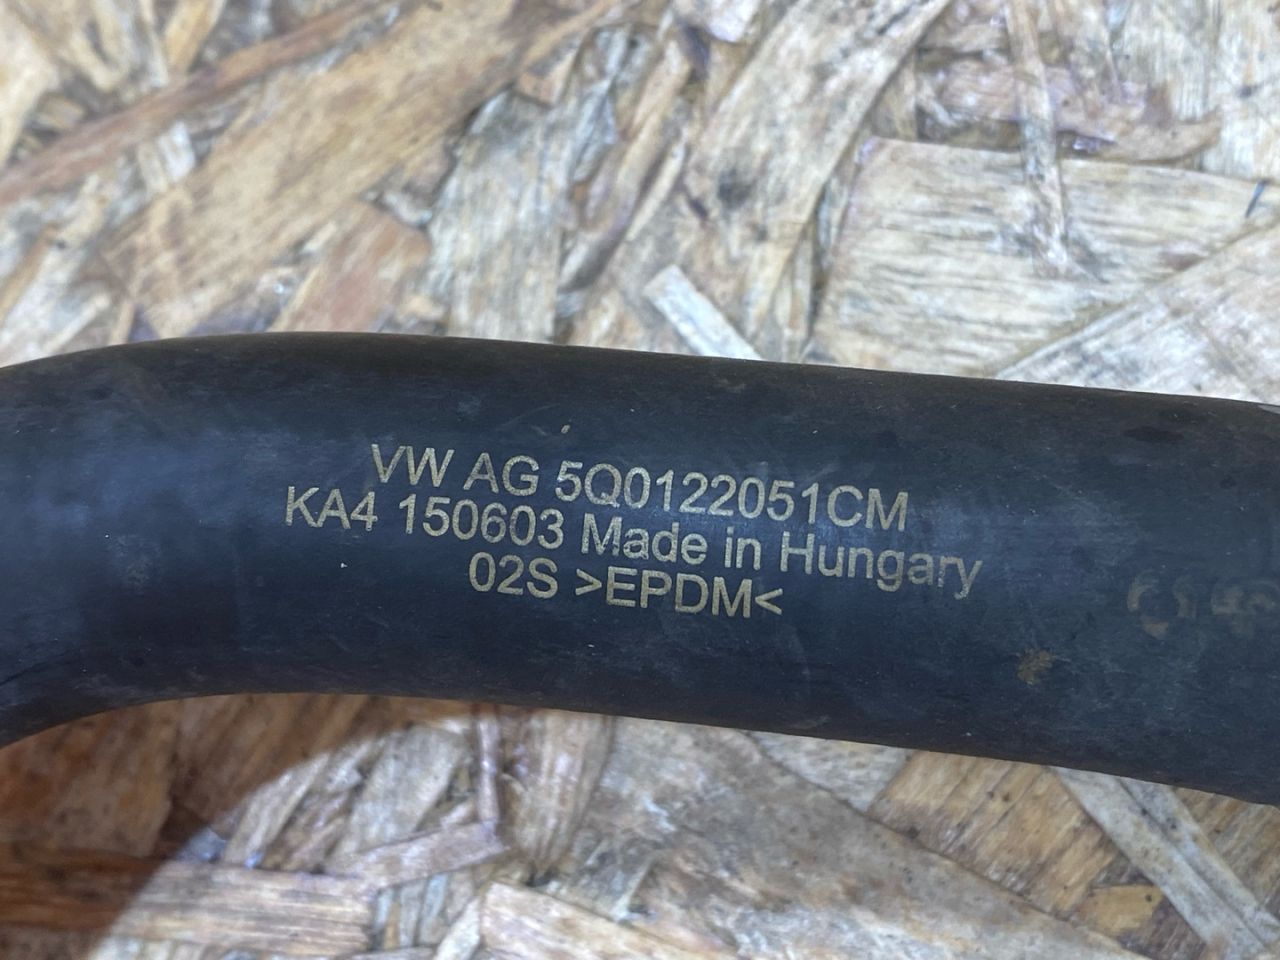 VW AG 5Q0122051CM
KA4 150603 Made in Hungary
02S >EPDM<